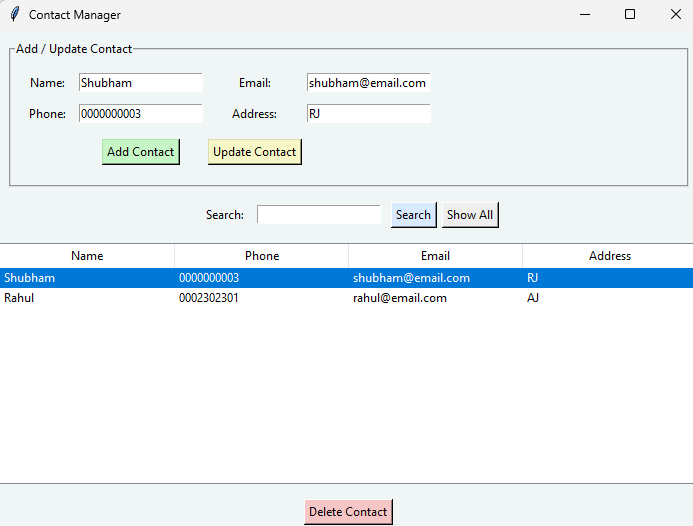 Contact Manager
Add / Update Contact
Name: Shubham Email: shubham@email.com
Phone: 0000000003 Address: RJ
Add Contact Update Contact
Search: Search Show All
Name Phone Email Address
Shubham 0000000003 shubham@email.com RJ
Rahul 0002302301 rahul@email.com AJ
Delete Contact